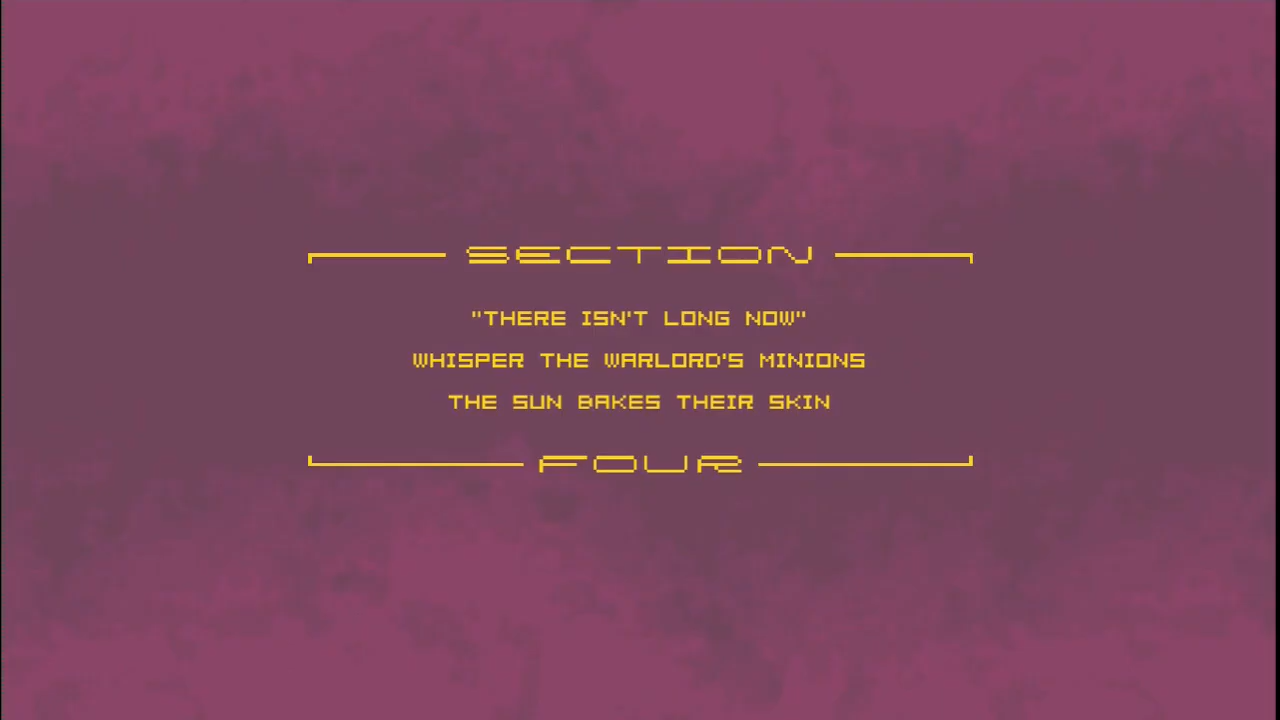 SECTION
"THERE ISN'T LONG NOW"
WHISPER THE WARLORD'S MINIONS
THE SUN BAKES THEIR SKIN
FOUR